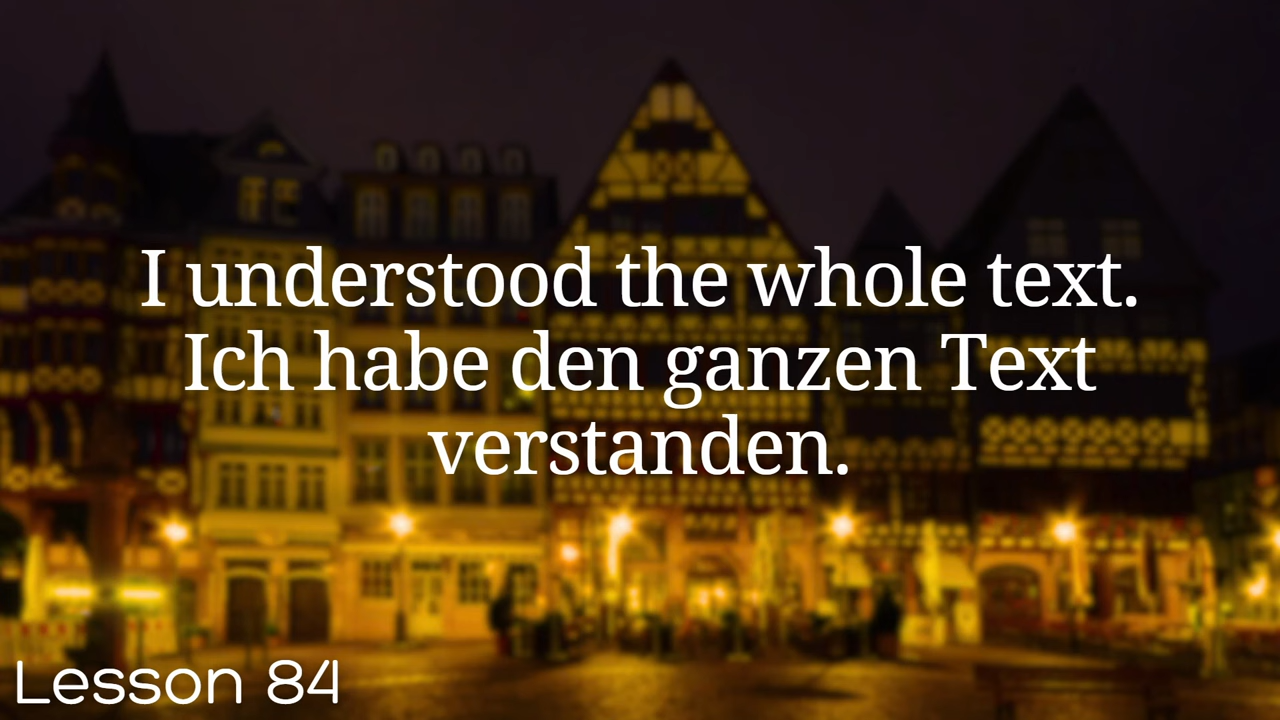 I understood the whole text.
Ich habe den ganzen Text
verstanden.
Lesson 84